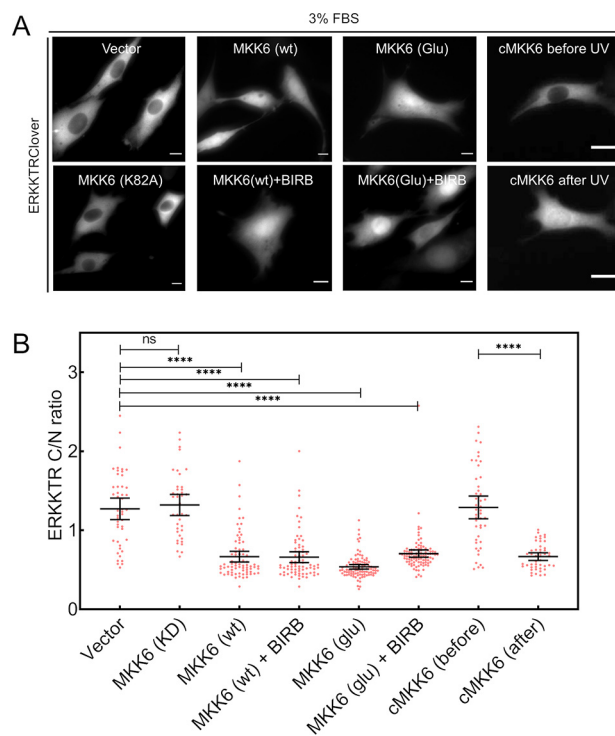 A
3% FBS
ERKKTRClover
Vector
MKK6 (wt)
MKK6 (Glu)
cMKK6 before UV
MKK6 (K82A)
MKK6(wt)+BIRB
MKK6(Glu)+BIRB
cMKK6 after UV
B
ns
****
****
****
****
****
ERKKTR C/N ratio
3
2
1
0
Vector
MKK6 (KD)
MKK6 (wt)
MKK6 (wt) + BIRB
MKK6 (glu)
MKK6 (glu) + BIRB
cMKK6 (before)
cMKK6 (after)